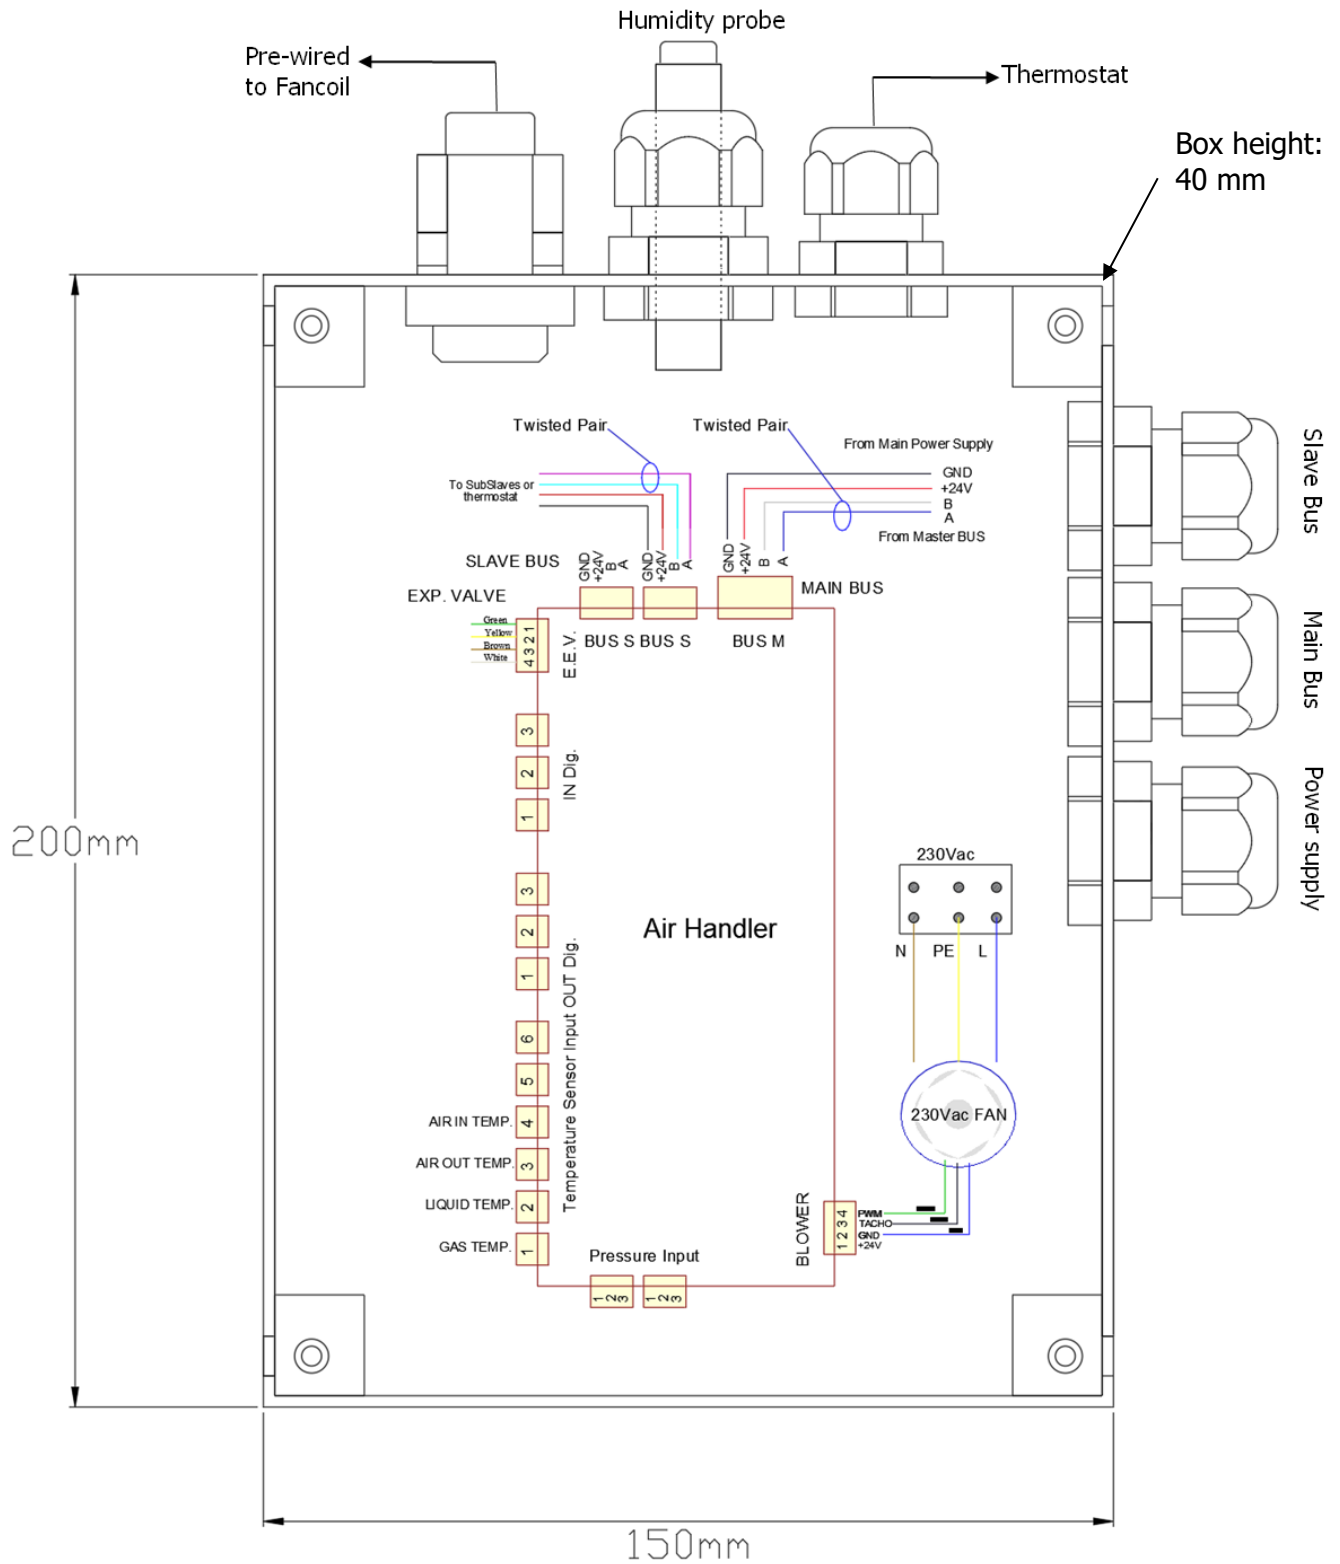 Humidity probe
Pre-wired
to Fancoil
Thermostat
Box height:
40 mm
Twisted Pair
Twisted Pair
From Main Power Supply
GND
+24V
B
A
From Master BUS
To SubSlaves or
thermostat
SLAVE BUS
GND
+24V
B
A
GND
+24V
B
A
GND
+24V
B
A
MAIN BUS
EXP. VALVE
BUS S
BUS S
BUS M
Green
Yellow
Brown
White
4 3 2 1
E.E.V.
3
2
1
IN Dig.
3
2
1
OUT Dig.
6
5
4
3
2
1
Temperature Sensor Input
AIR IN TEMP.
AIR OUT TEMP.
LIQUID TEMP.
GAS TEMP.
Air Handler
230Vac
N PE L
230Vac FAN
BLOWER
1 2 3 4
PWM
TACHO
GND
+24V
Pressure Input
1 2 3
1 2 3
Slave Bus
Main Bus
Power supply
200mm
150mm